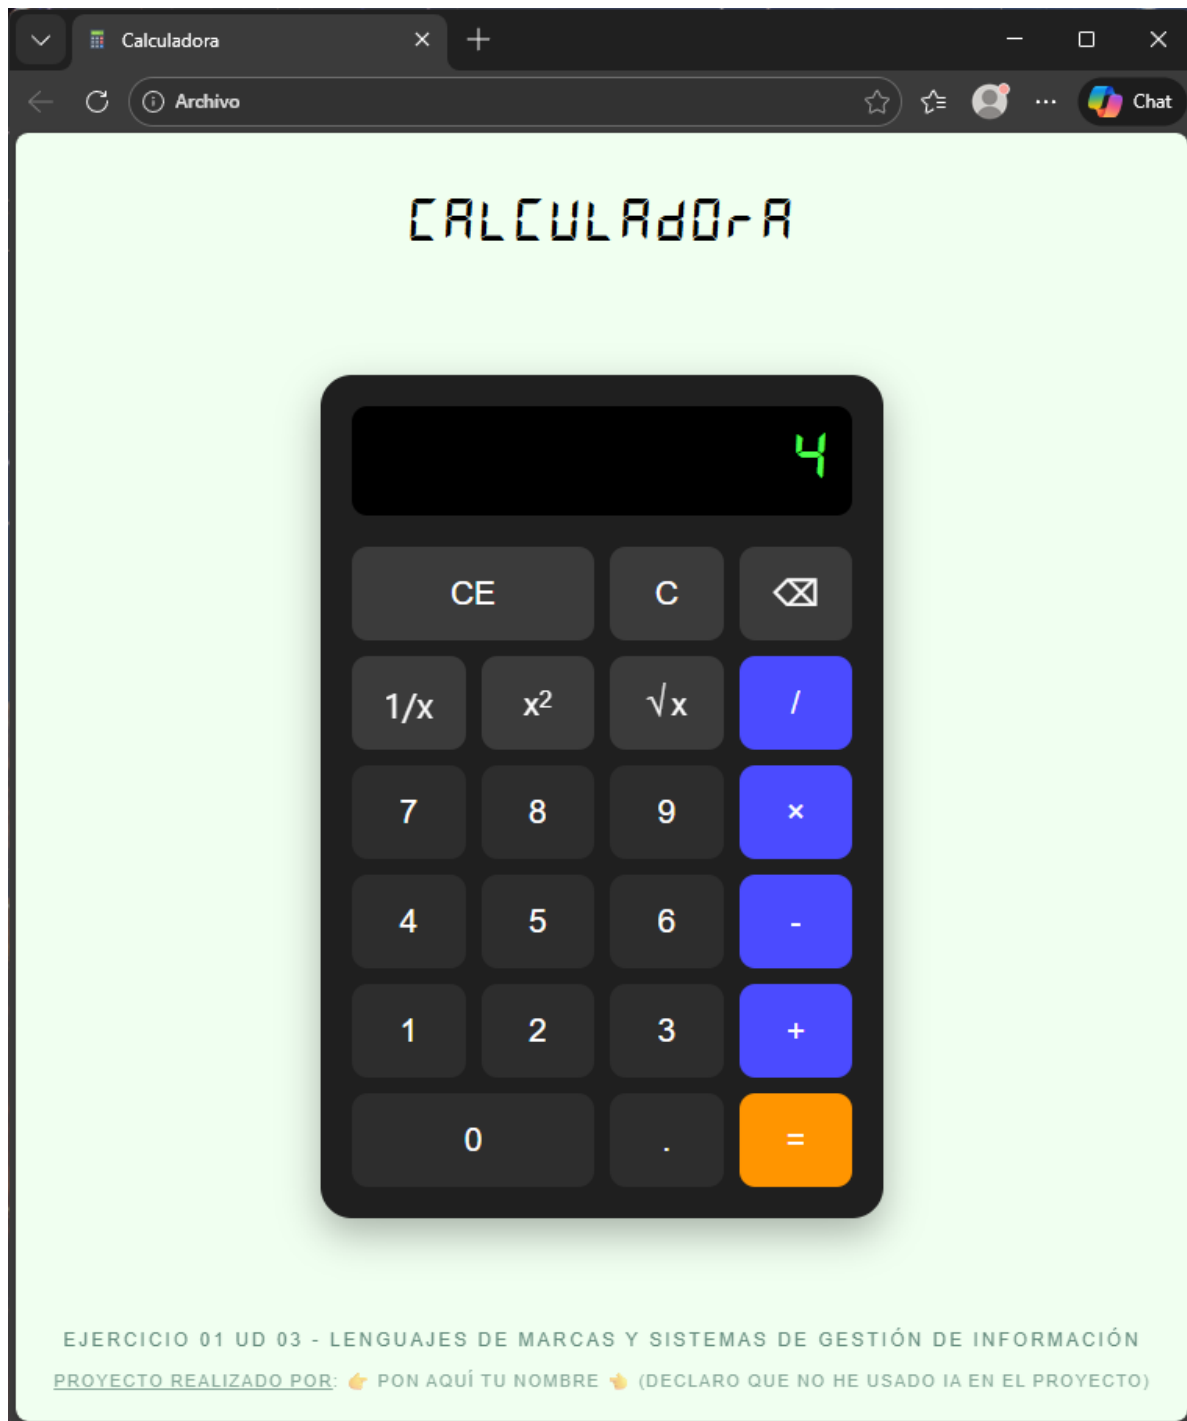 Calculadora
Archivo
Chat
CALCULAdOrA
4
CE C ⌫
1/x x² √x /
7 8 9 ×
4 5 6 -
1 2 3 +
0 . =
EJERCICIO 01 UD 03 - LENGUAJES DE MARCAS Y SISTEMAS DE GESTIÓN DE INFORMACIÓN
PROYECTO REALIZADO POR: 👉 PON AQUÍ TU NOMBRE 👈 (DECLARO QUE NO HE USADO IA EN EL PROYECTO)